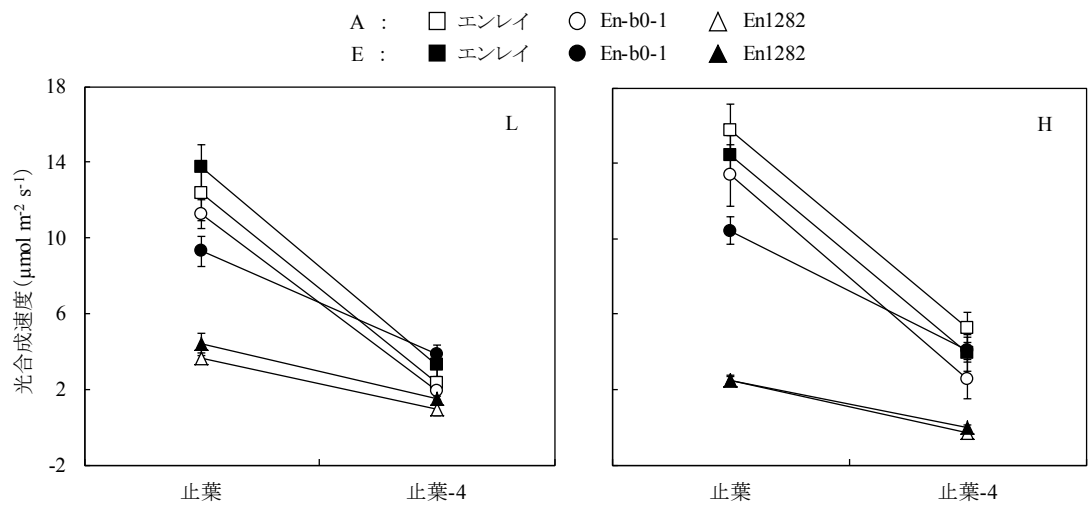 A : □ エンレイ ○ En-b0-1 △ En1282
E : ■ エンレイ ● En-b0-1 ▲ En1282
光合成速度(μmol m-2 s-1)
18
14
10
6
2
-2
L
止葉 止葉-4
H
止葉 止葉-4